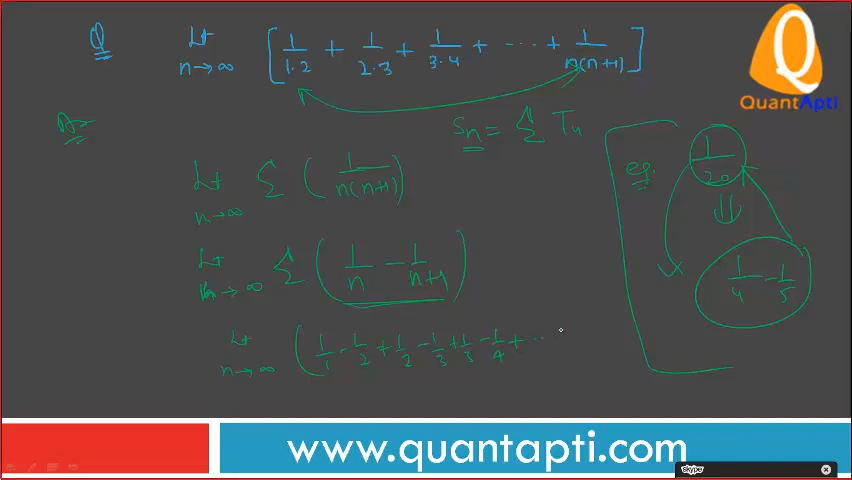 Q Lt n→∞ [ 1/1·2 + 1/2·3 + 1/3·4 + ··· + 1/n(n+1) ]
QuantApti
Sn = Σ Tn
Lt n→∞ Σ ( 1/n(n+1) )
eg. 1/20
Lt n→∞ Σ ( 1/n - 1/n+1 )
1/4 - 1/5
Lt n→∞ ( 1/1 - 1/2 + 1/2 - 1/3 + 1/3 - 1/4 + ···
www.quantapti.com
skype